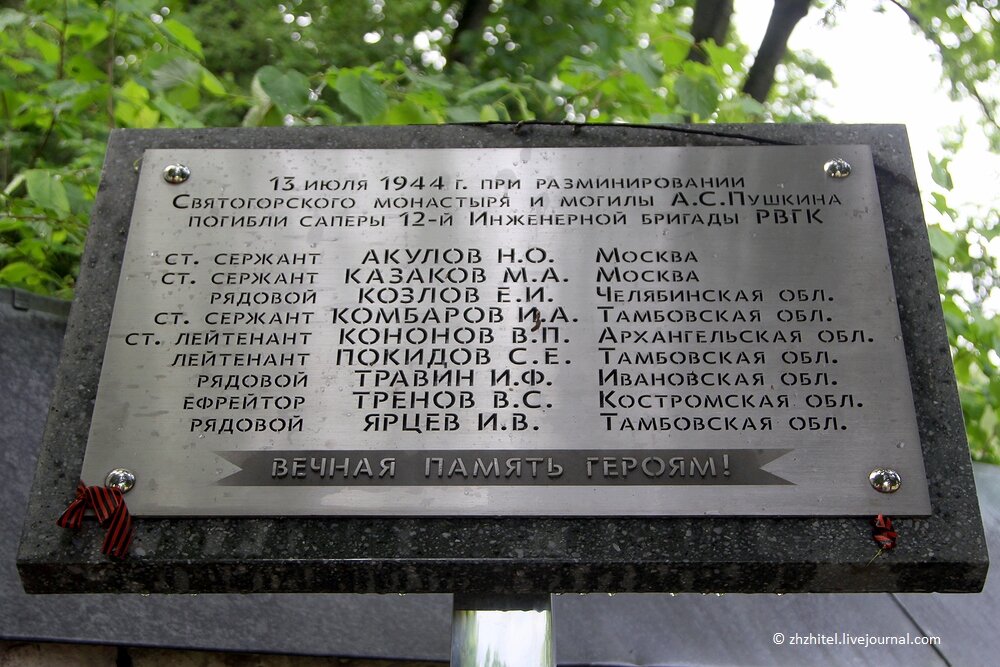 13 июля 1944 г. при разминировании
Святогорского монастыря и могилы А.С.Пушкина
погибли саперы 12-й Инженерной бригады РВГК
ст. сержант АКУЛОВ Н.О. Москва
ст. сержант КАЗАКОВ М.А. Москва
рядовой КОЗЛОВ Е.И. Челябинская обл.
ст. сержант КОМБАРОВ И.А. Тамбовская обл.
ст. лейтенант КОНОНОВ В.П. Архангельская обл.
лейтенант ПОКИДОВ С.Е. Тамбовская обл.
рядовой ТРАВИН И.Ф. Ивановская обл.
ефрейтор ТРЕНОВ В.С. Костромская обл.
рядовой ЯРЦЕВ И.В. Тамбовская обл.
ВЕЧНАЯ ПАМЯТЬ ГЕРОЯМ!
© zhzhitel.livejournal.com